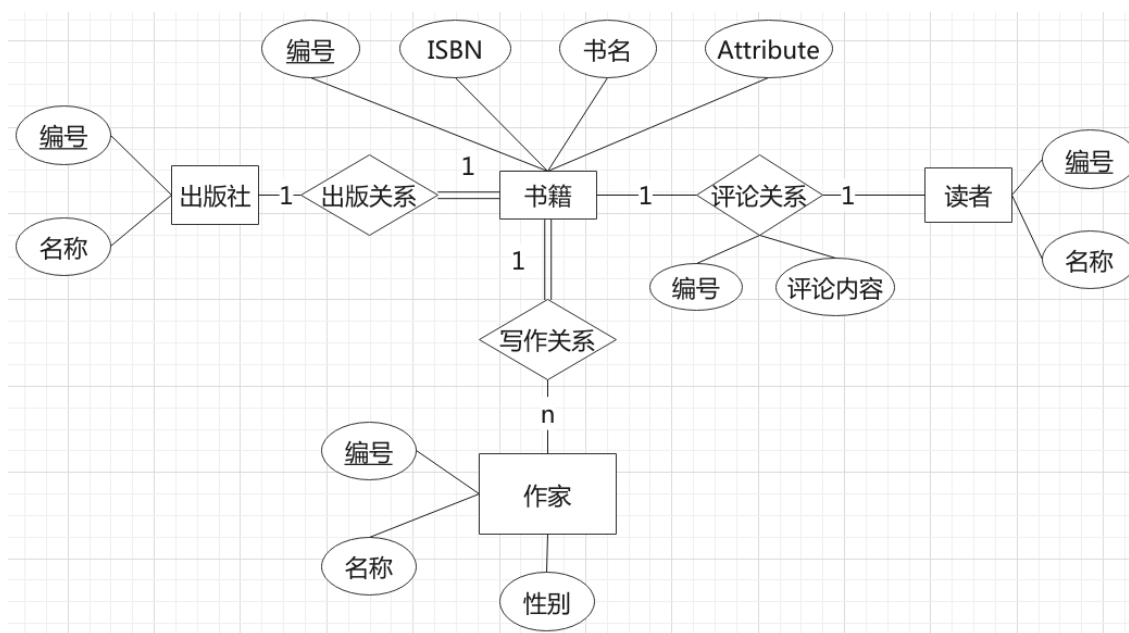 编号
ISBN
书名
Attribute
编号
出版社
1
出版关系
1
书籍
1
评论关系
1
读者
编号
名称
名称
编号
评论内容
1
写作关系
n
编号
作家
名称
性别